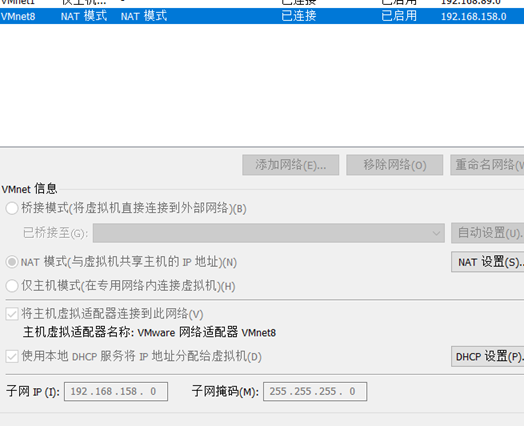 VMnet1 仅主机... - 已连接 已启用 192.168.89.0
VMnet8 NAT 模式 NAT 模式 已连接 已启用 192.168.158.0
添加网络(E)... 移除网络(O) 重命名网络(W
VMnet 信息
桥接模式(将虚拟机直接连接到外部网络)(B)
已桥接至(G): 自动设置(U)..
NAT 模式(与虚拟机共享主机的 IP 地址)(N) NAT 设置(S)...
仅主机模式(在专用网络内连接虚拟机)(H)
将主机虚拟适配器连接到此网络(V)
主机虚拟适配器名称: VMware 网络适配器 VMnet8
使用本地 DHCP 服务将 IP 地址分配给虚拟机(D) DHCP 设置(P)..
子网 IP (I): 192 . 168 . 158 . 0 子网掩码(M): 255 . 255 . 255 . 0